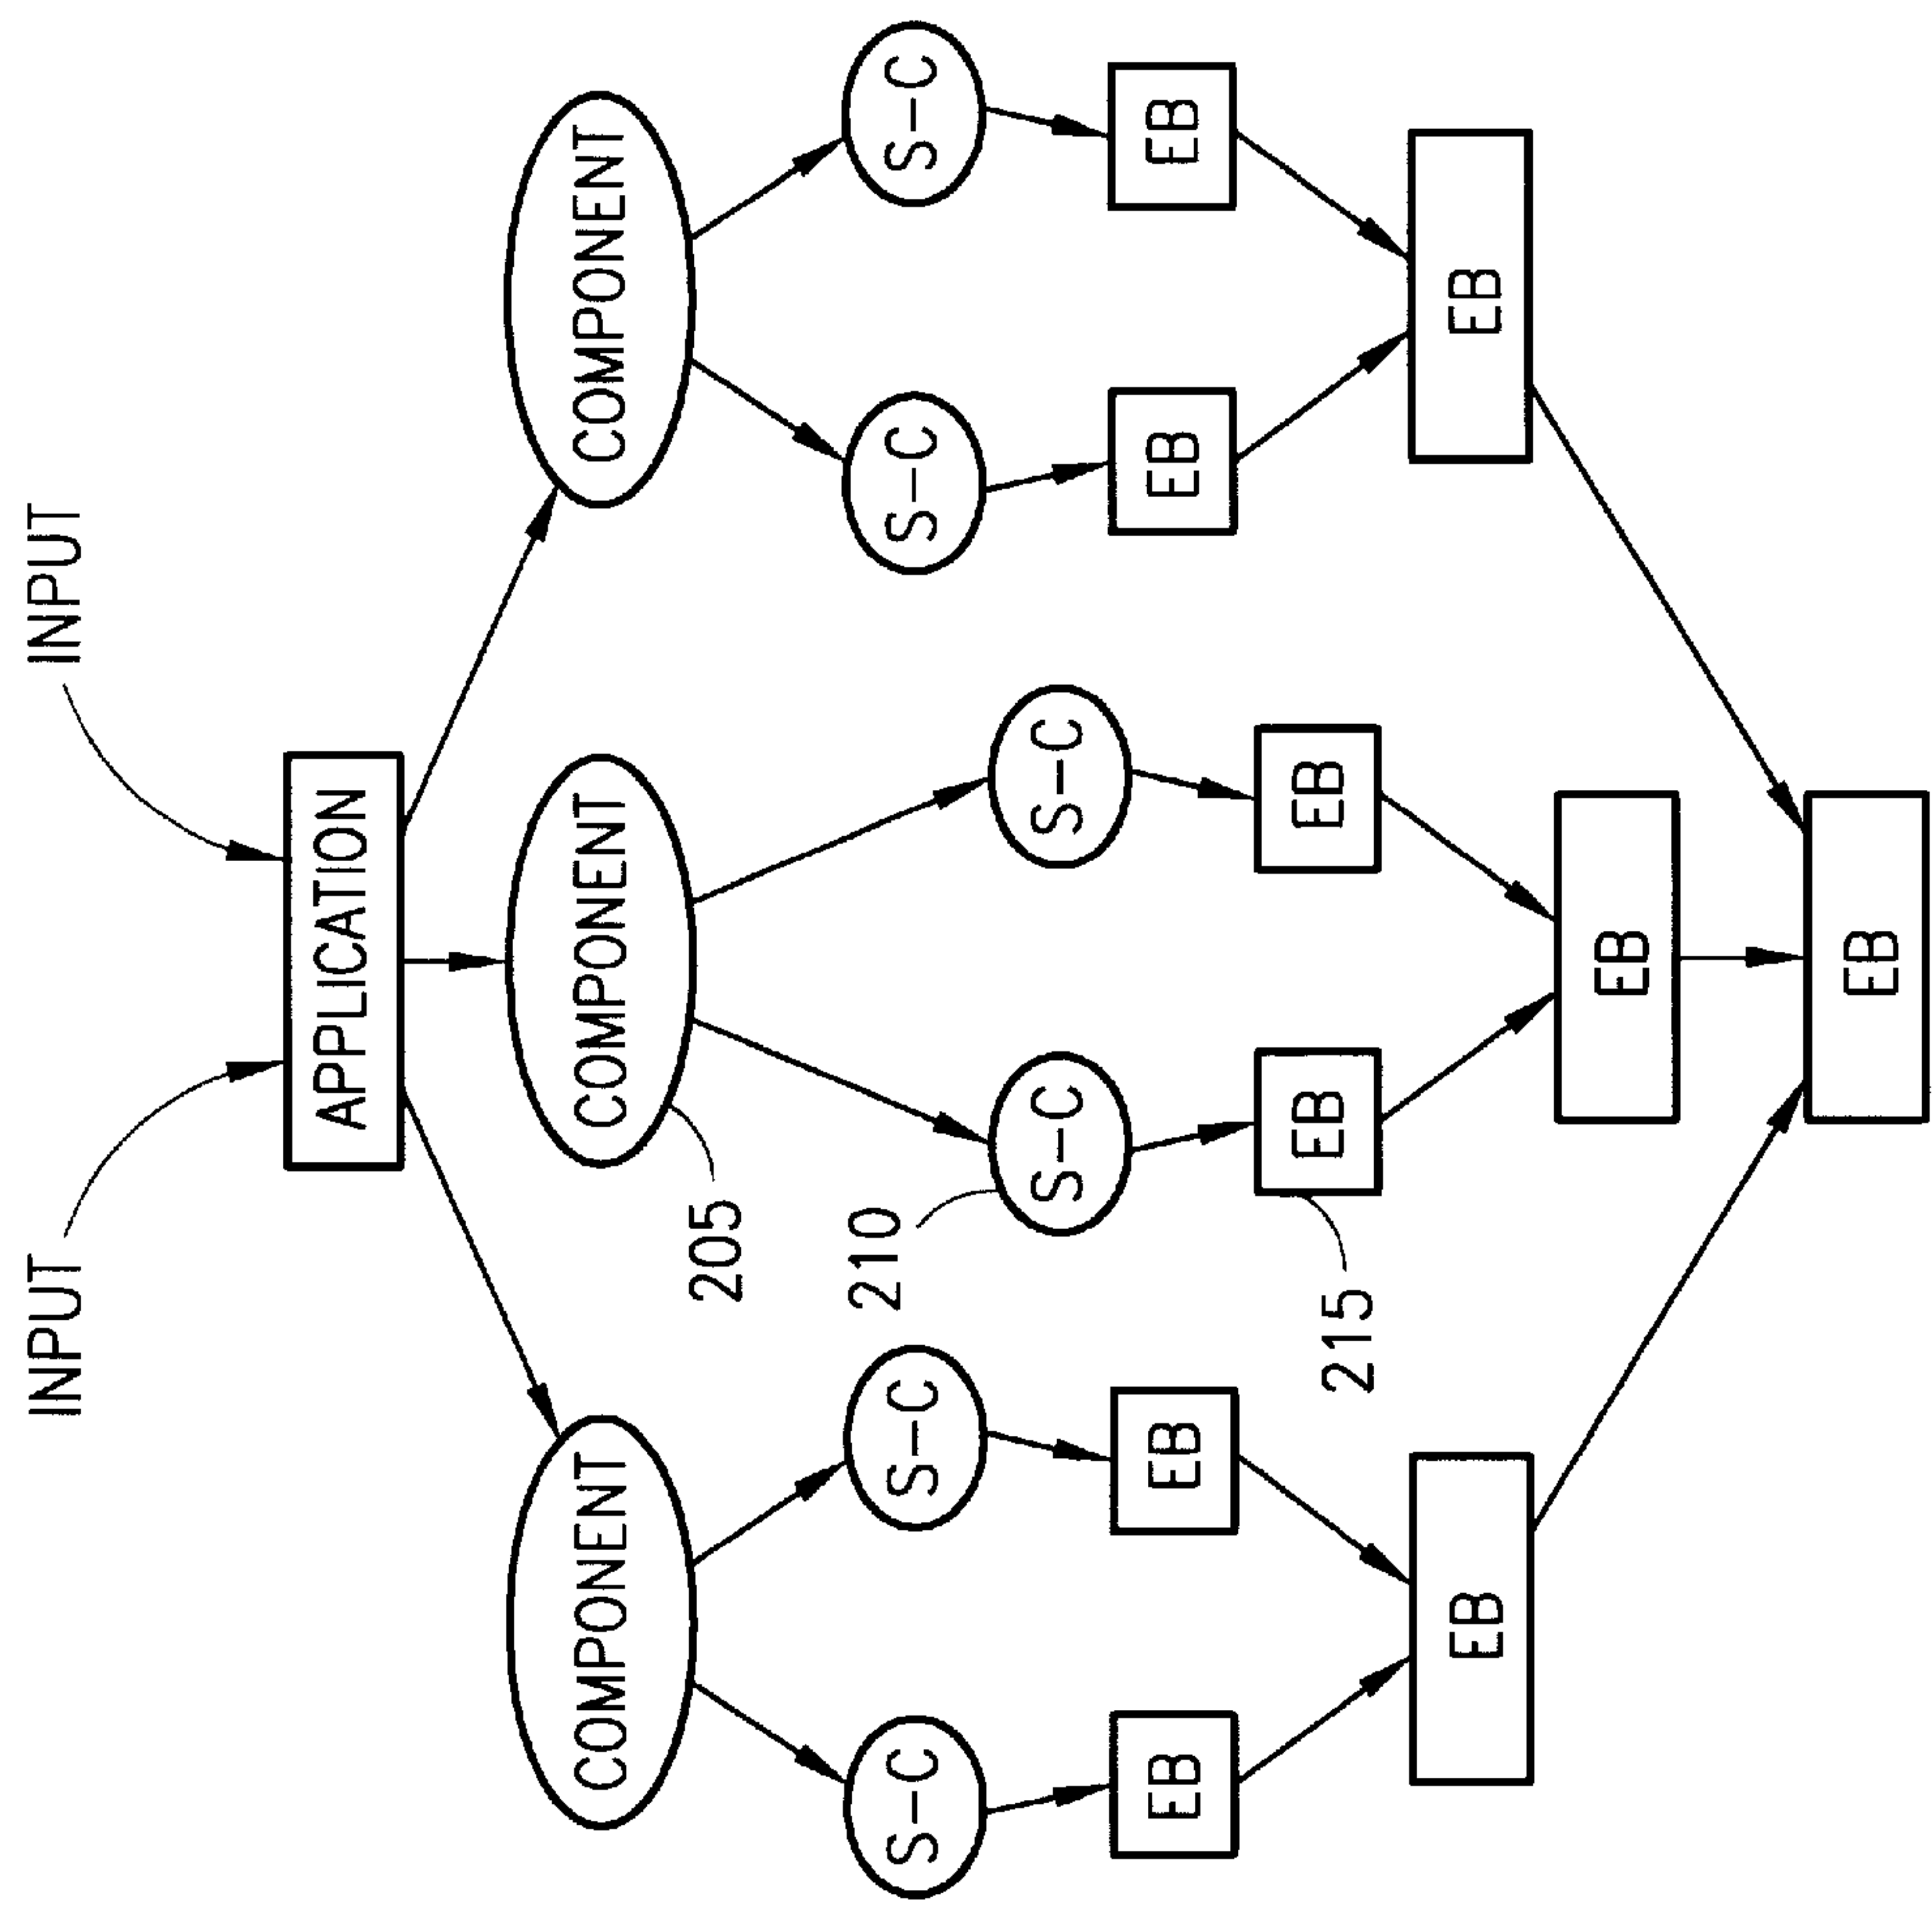 INPUT
INPUT
APPLICATION
COMPONENT
COMPONENT
COMPONENT
205
S-C
S-C
210
S-C
S-C
S-C
S-C
EB
EB
215
EB
EB
EB
EB
EB
EB
EB
EB